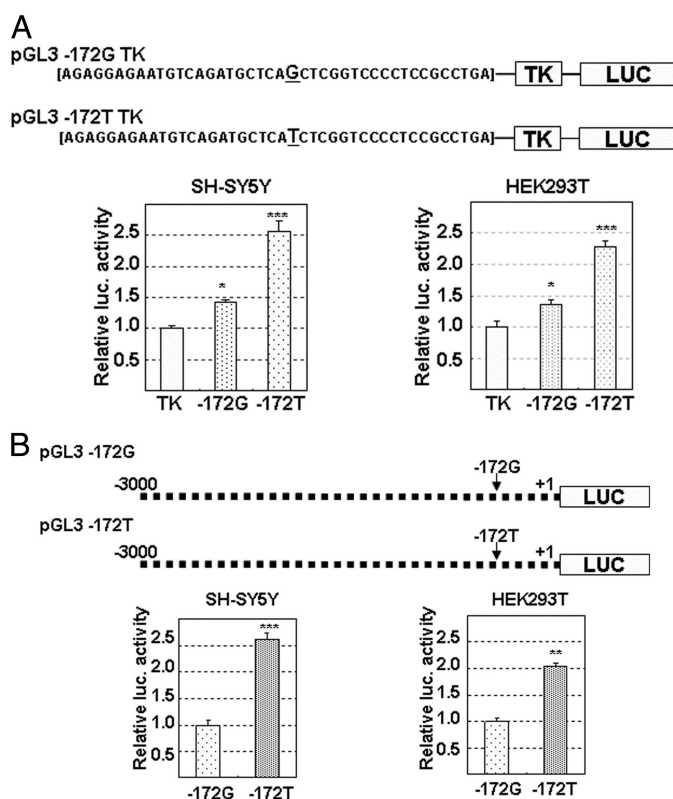 A
pGL3 -172G TK
[AGAGGAGAATGTCAGATGCTCAGCTCGGTCCCCTCCGCCTGA] TK LUC
pGL3 -172T TK
[AGAGGAGAATGTCAGATGCTCATCTCGGTCCCCTCCGCCTGA] TK LUC
SH-SY5Y
Relative luc. activity
2.5
2.0
1.5
1.0
0.5
*
***
TK -172G -172T
HEK293T
Relative luc. activity
2.5
2.0
1.5
1.0
0.5
*
***
TK -172G -172T
B
pGL3 -172G
-3000 -172G +1 LUC
pGL3 -172T
-3000 -172T +1 LUC
SH-SY5Y
Relative luc. activity
2.5
2.0
1.5
1.0
0.5
***
-172G -172T
HEK293T
Relative luc. activity
2.5
2.0
1.5
1.0
0.5
**
-172G -172T